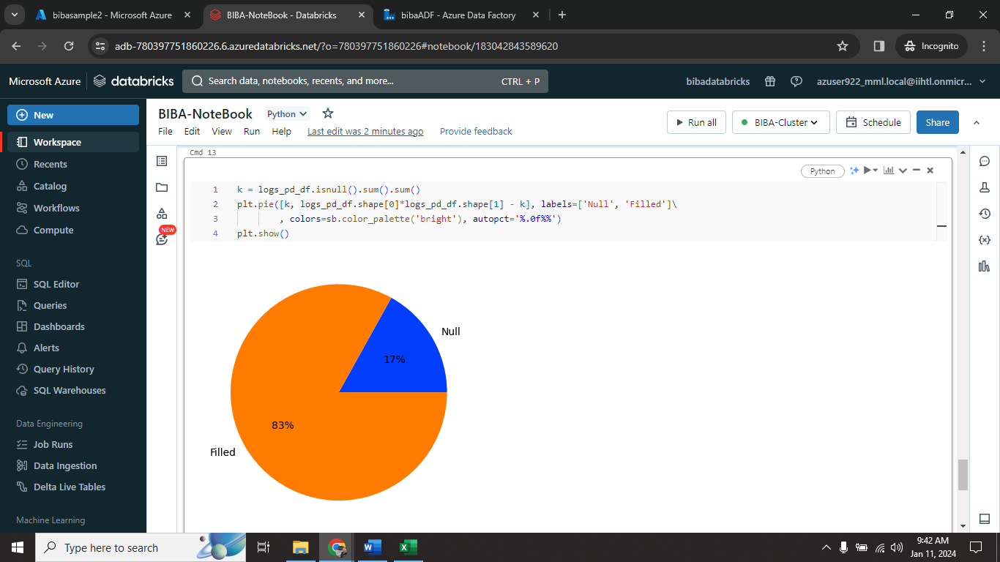 bibasample2 - Microsoft Azure
BIBA-NoteBook - Databricks
bibaADF - Azure Data Factory
adb-780397751860226.6.azuredatabricks.net/?o=780397751860226#notebook/183042843589620
Incognito
Microsoft Azure
databricks
Search data, notebooks, recents, and more...
CTRL + P
bibadatabricks
azuser922_mml.local@iihtl.onmicr...
New
Workspace
Recents
Catalog
Workflows
Compute
SQL
SQL Editor
Queries
Dashboards
Alerts
Query History
SQL Warehouses
Data Engineering
Job Runs
Data Ingestion
Delta Live Tables
Machine Learning
BIBA-NoteBook
Python
File Edit View Run Help Last edit was 2 minutes ago Provide feedback
Run all
BIBA-Cluster
Schedule
Share
NEW
Cmd 13
Python
1 k = logs_pd_df.isnull().sum().sum()
2 plt.pie([k, logs_pd_df.shape[0]*logs_pd_df.shape[1] - k], labels=['Null', 'Filled']\
3 , colors=sb.color_palette('bright'), autopct='%.0f%%')
4 plt.show()
Null
17%
83%
Filled
Type here to search
9:42 AM
Jan 11, 2024